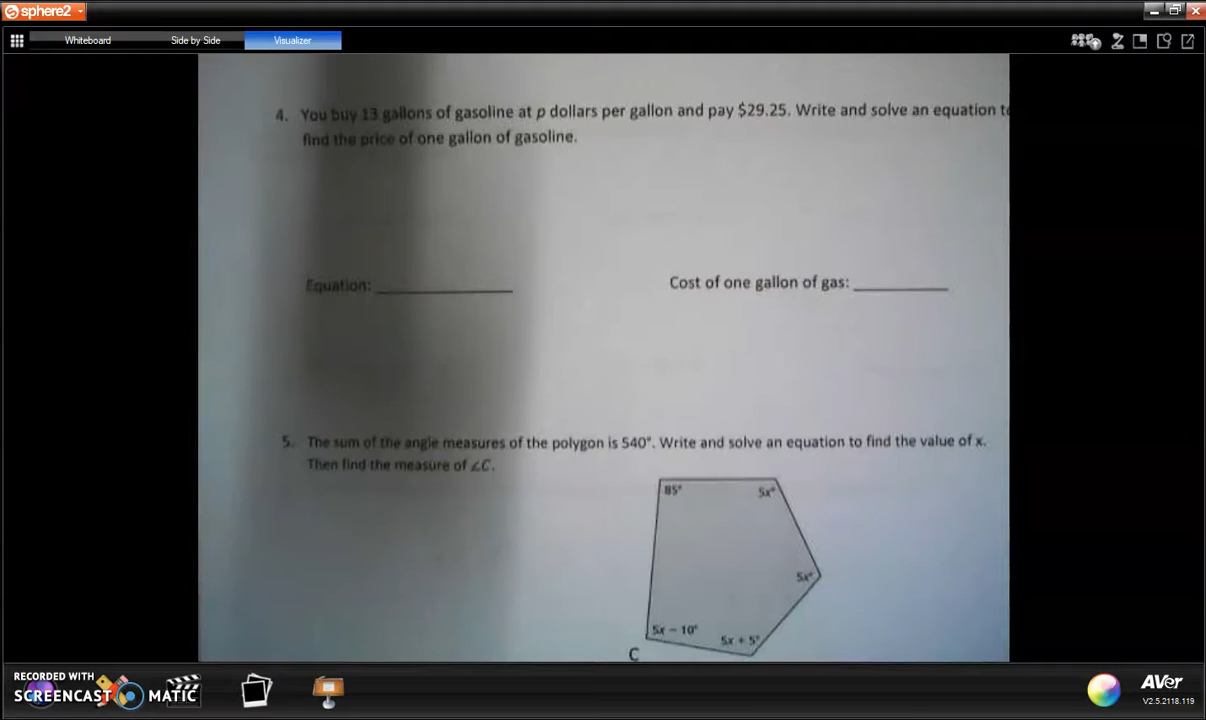 sphere2
Whiteboard
Side by Side
Visualizer
4. You buy 13 gallons of gasoline at p dollars per gallon and pay $29.25. Write and solve an equation to
find the price of one gallon of gasoline.
Equation: ____________
Cost of one gallon of gas: ________
5. The sum of the angle measures of the polygon is 540°. Write and solve an equation to find the value of x.
Then find the measure of ∠C.
85°
5x°
5x°
5x – 10°
5x + 5°
C
RECORDED WITH
SCREENCAST MATIC
AVer
V2.5.2118.119